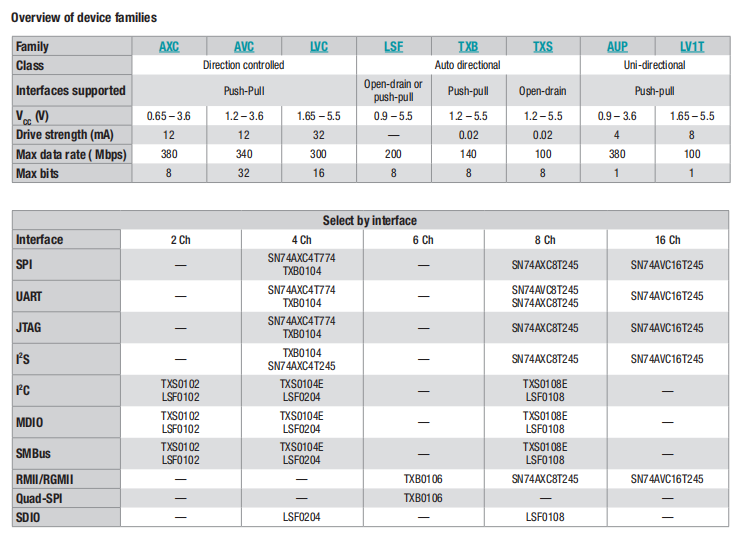 Overview of device families
Family AXC AVC LVC LSF TXB TXS AUP LV1T
Class Direction controlled Auto directional Uni-directional
Interfaces supported Push-Pull Open-drain or push-pull Push-pull Open-drain Push-pull
Vcc (V) 0.65 – 3.6 1.2 – 3.6 1.65 – 5.5 0.9 – 5.5 1.2 – 5.5 1.2 – 5.5 0.9 – 3.6 1.65 – 5.5
Drive strength (mA) 12 12 32 — 0.02 0.02 4 8
Max data rate ( Mbps) 380 340 300 200 140 100 380 100
Max bits 8 32 16 8 8 8 1 1
Select by interface
Interface 2 Ch 4 Ch 6 Ch 8 Ch 16 Ch
SPI — SN74AXC4T774 TXB0104 — SN74AXC8T245 SN74AVC16T245
UART — SN74AXC4T774 TXB0104 — SN74AVC8T245 SN74AXC8T245 SN74AVC16T245
JTAG — SN74AXC4T774 TXB0104 — SN74AXC8T245 SN74AVC16T245
I²S — TXB0104 SN74AXC4T245 — SN74AXC8T245 SN74AVC16T245
I²C TXS0102 LSF0102 TXS0104E LSF0204 — TXS0108E LSF0108 —
MDIO TXS0102 LSF0102 TXS0104E LSF0204 — TXS0108E LSF0108 —
SMBus TXS0102 LSF0102 TXS0104E LSF0204 — TXS0108E LSF0108 —
RMII/RGMII — — TXB0106 SN74AXC8T245 SN74AVC16T245
Quad-SPI — — TXB0106 — —
SDIO — LSF0204 — LSF0108 —